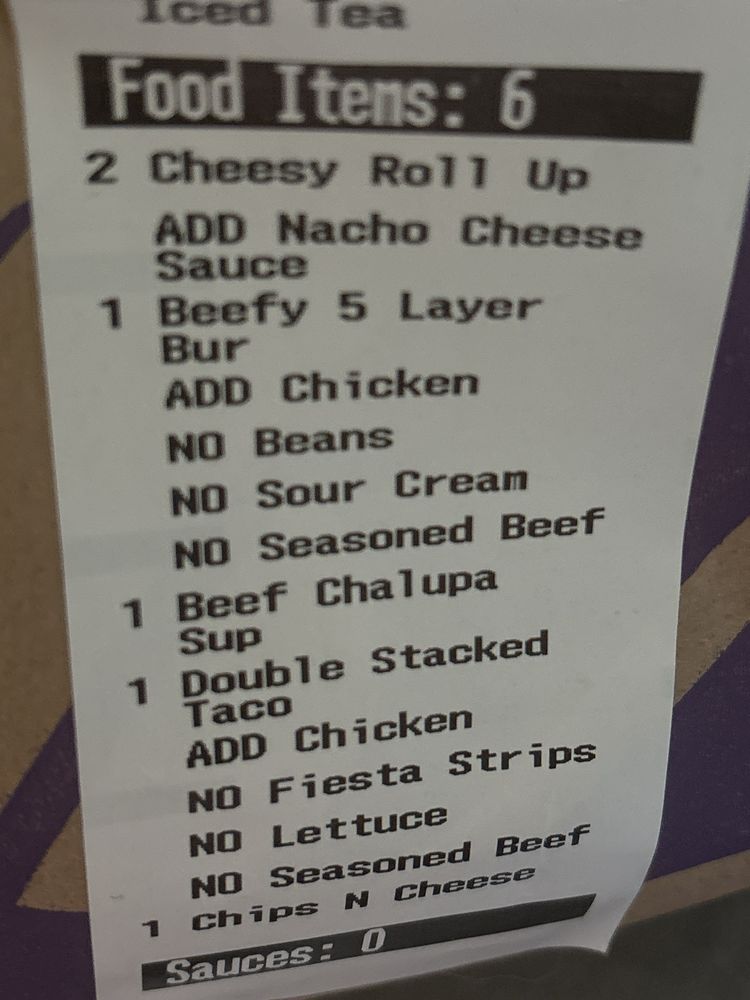 Iced Tea
Food Items: 6
2 Cheesy Roll Up
ADD Nacho Cheese
Sauce
1 Beefy 5 Layer
Bur
ADD Chicken
NO Beans
NO Sour Cream
NO Seasoned Beef
1 Beef Chalupa
Sup
1 Double Stacked
Taco
ADD Chicken
NO Fiesta Strips
NO Lettuce
NO Seasoned Beef
1 Chips N Cheese
Sauces: 0